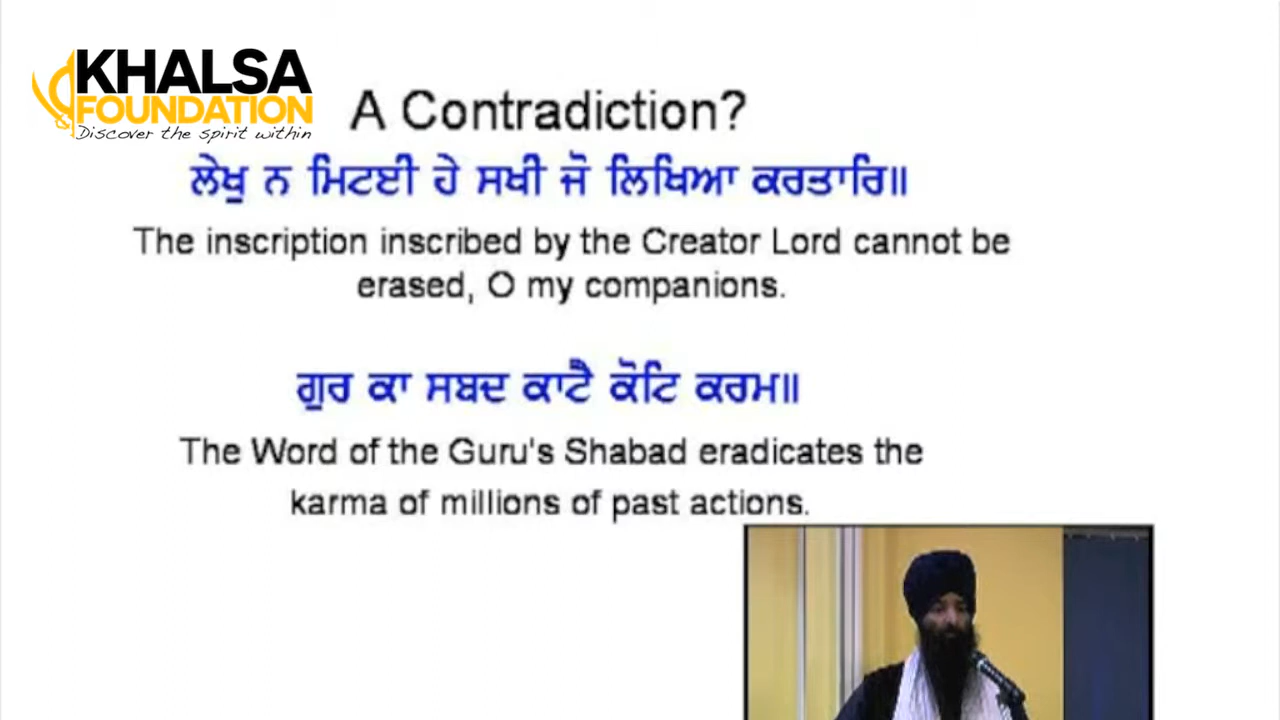 KHALSA
FOUNDATION
Discover the spirit within
A Contradiction?
ਲੇਖੁ ਨ ਮਿਟਈ ਹੇ ਸਖੀ ਜੋ ਲਿਖਿਆ ਕਰਤਾਰਿ॥
The inscription inscribed by the Creator Lord cannot be
erased, O my companions.
ਗੁਰ ਕਾ ਸਬਦ ਕਾਟੈ ਕੋਟਿ ਕਰਮ॥
The Word of the Guru's Shabad eradicates the
karma of millions of past actions.